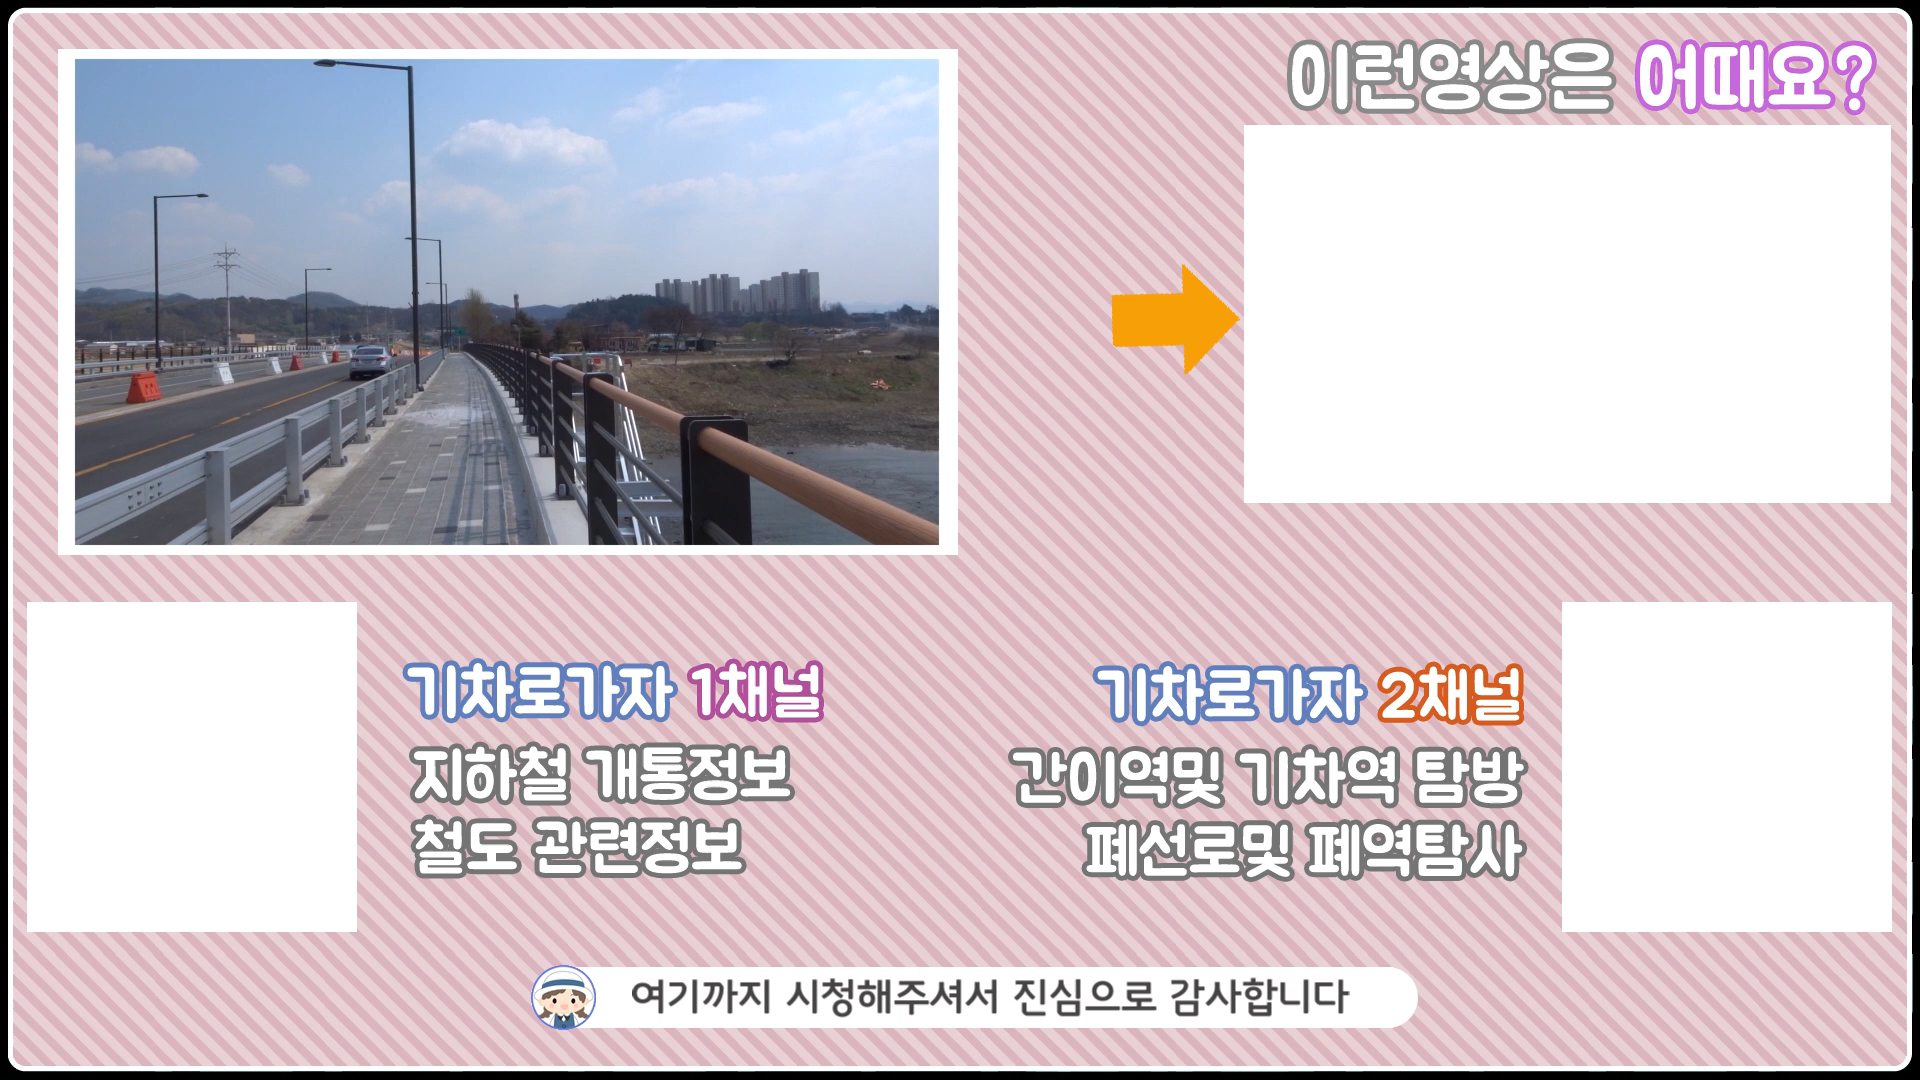 이런영상은 어때요?
기차로가자 1채널
지하철 개통정보
철도 관련정보
기차로가자 2채널
간이역및 기차역 탐방
폐선로및 폐역탐사
여기까지 시청해주셔서 진심으로 감사합니다